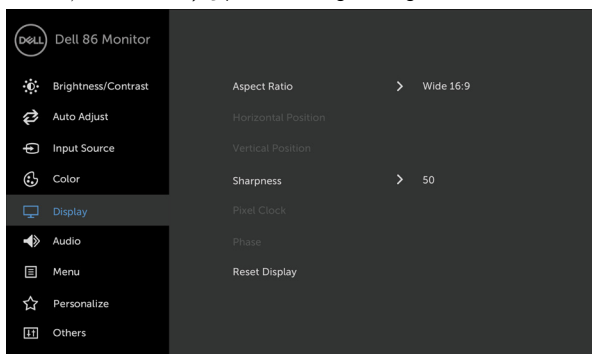 DELL Dell 86 Monitor
Brightness/Contrast
Aspect Ratio > Wide 16:9
Auto Adjust
Horizontal Position
Input Source
Vertical Position
Color
Sharpness > 50
Display
Pixel Clock
Audio
Phase
Menu
Reset Display
Personalize
Others